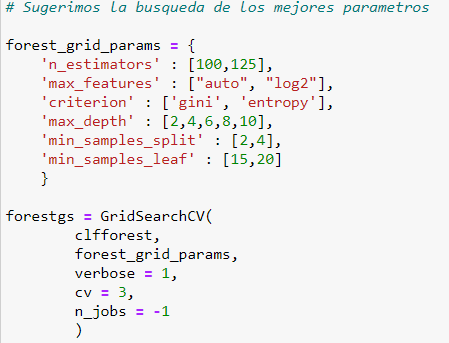 # Sugerimos la busqueda de los mejores parametros
forest_grid_params = {
'n_estimators' : [100,125],
'max_features' : ["auto", "log2"],
'criterion' : ['gini', 'entropy'],
'max_depth' : [2,4,6,8,10],
'min_samples_split' : [2,4],
'min_samples_leaf' : [15,20]
}
forestgs = GridSearchCV(
clfforest,
forest_grid_params,
verbose = 1,
cv = 3,
n_jobs = -1
)